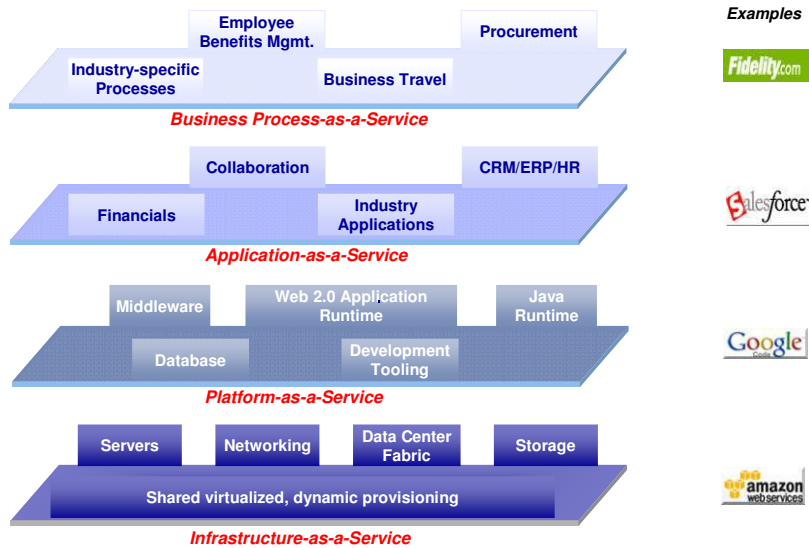 Examples
Employee
Benefits Mgmt.
Procurement
Industry-specific
Processes
Business Travel
Business Process-as-a-Service
Fidelity.com
Collaboration
CRM/ERP/HR
Financials
Industry
Applications
Application-as-a-Service
Salesforce
Middleware
Web 2.0 Application
Runtime
Java
Runtime
Database
Development
Tooling
Platform-as-a-Service
Google
Code
Servers
Networking
Data Center
Fabric
Storage
Shared virtualized, dynamic provisioning
Infrastructure-as-a-Service
amazon
webservices